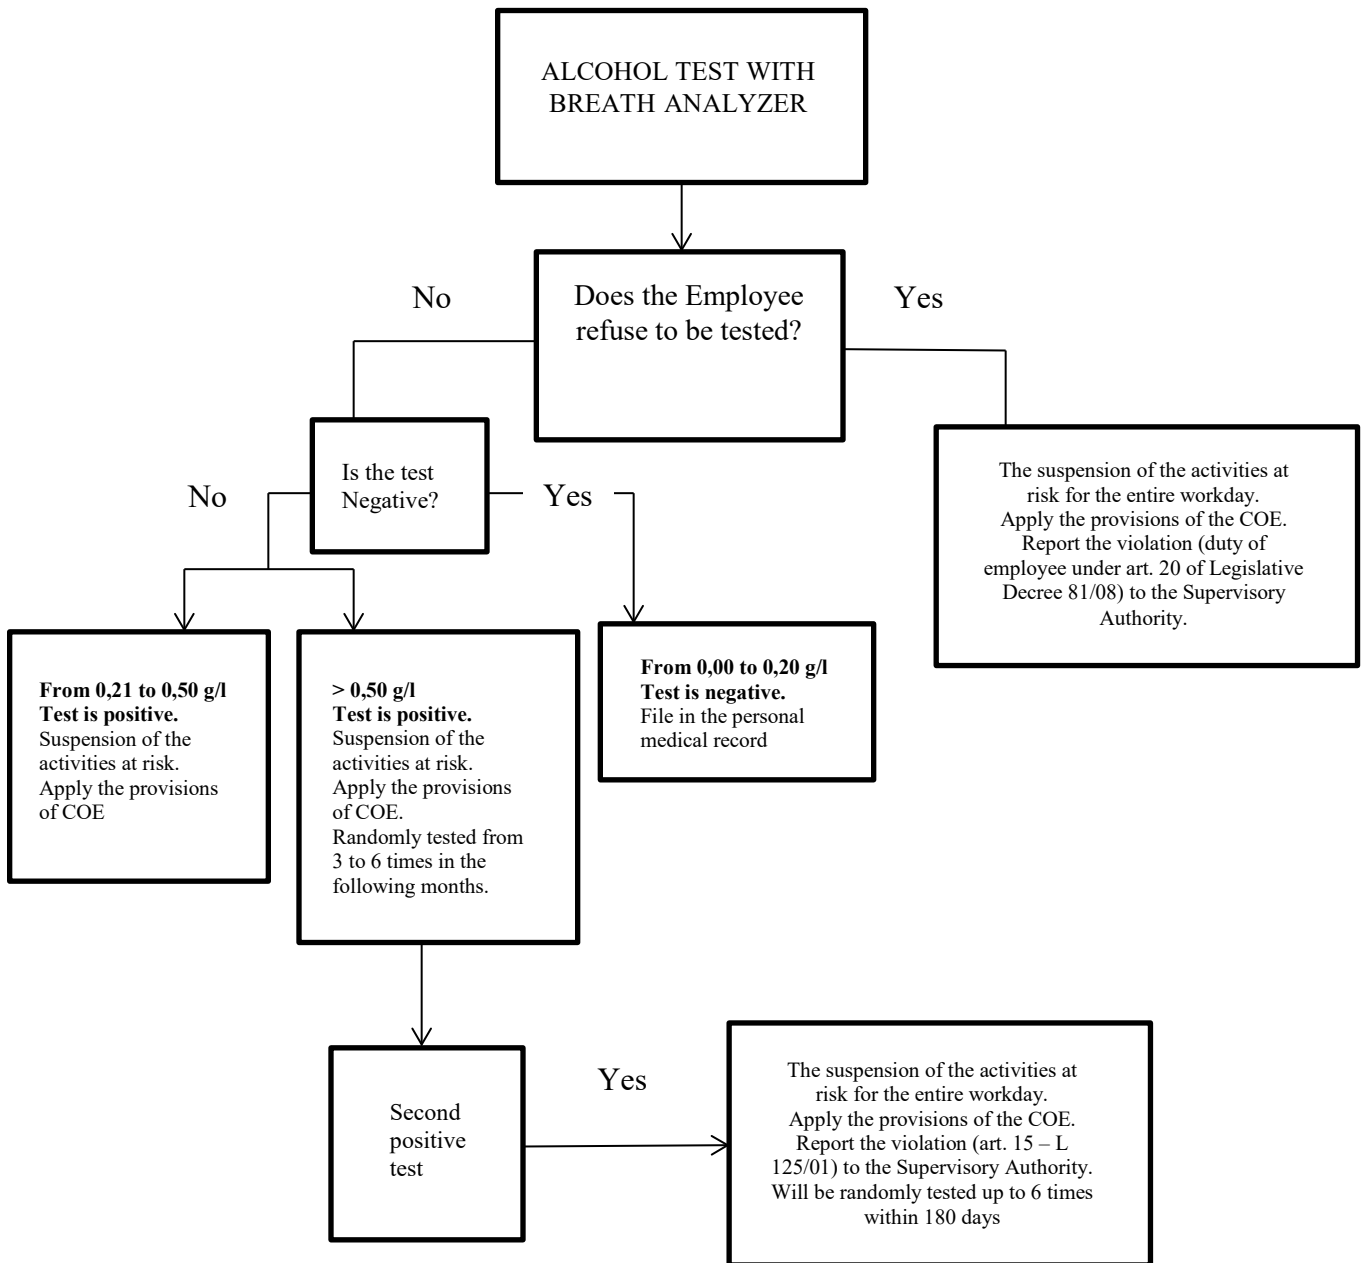 ALCOHOL TEST WITH
BREATH ANALYZER
No
Does the Employee
refuse to be tested?
Yes
No
Is the test
Negative?
Yes
The suspension of the activities at
risk for the entire workday.
Apply the provisions of the COE.
Report the violation (duty of
employee under art. 20 of Legislative
Decree 81/08) to the Supervisory
Authority.
From 0,21 to 0,50 g/l
Test is positive.
Suspension of the
activities at risk.
Apply the provisions
of COE
> 0,50 g/l
Test is positive.
Suspension of the
activities at risk.
Apply the provisions
of COE.
Randomly tested from
3 to 6 times in the
following months.
From 0,00 to 0,20 g/l
Test is negative.
File in the personal
medical record
Second
positive
test
Yes
The suspension of the activities at
risk for the entire workday.
Apply the provisions of the COE.
Report the violation (art. 15 – L
125/01) to the Supervisory Authority.
Will be randomly tested up to 6 times
within 180 days